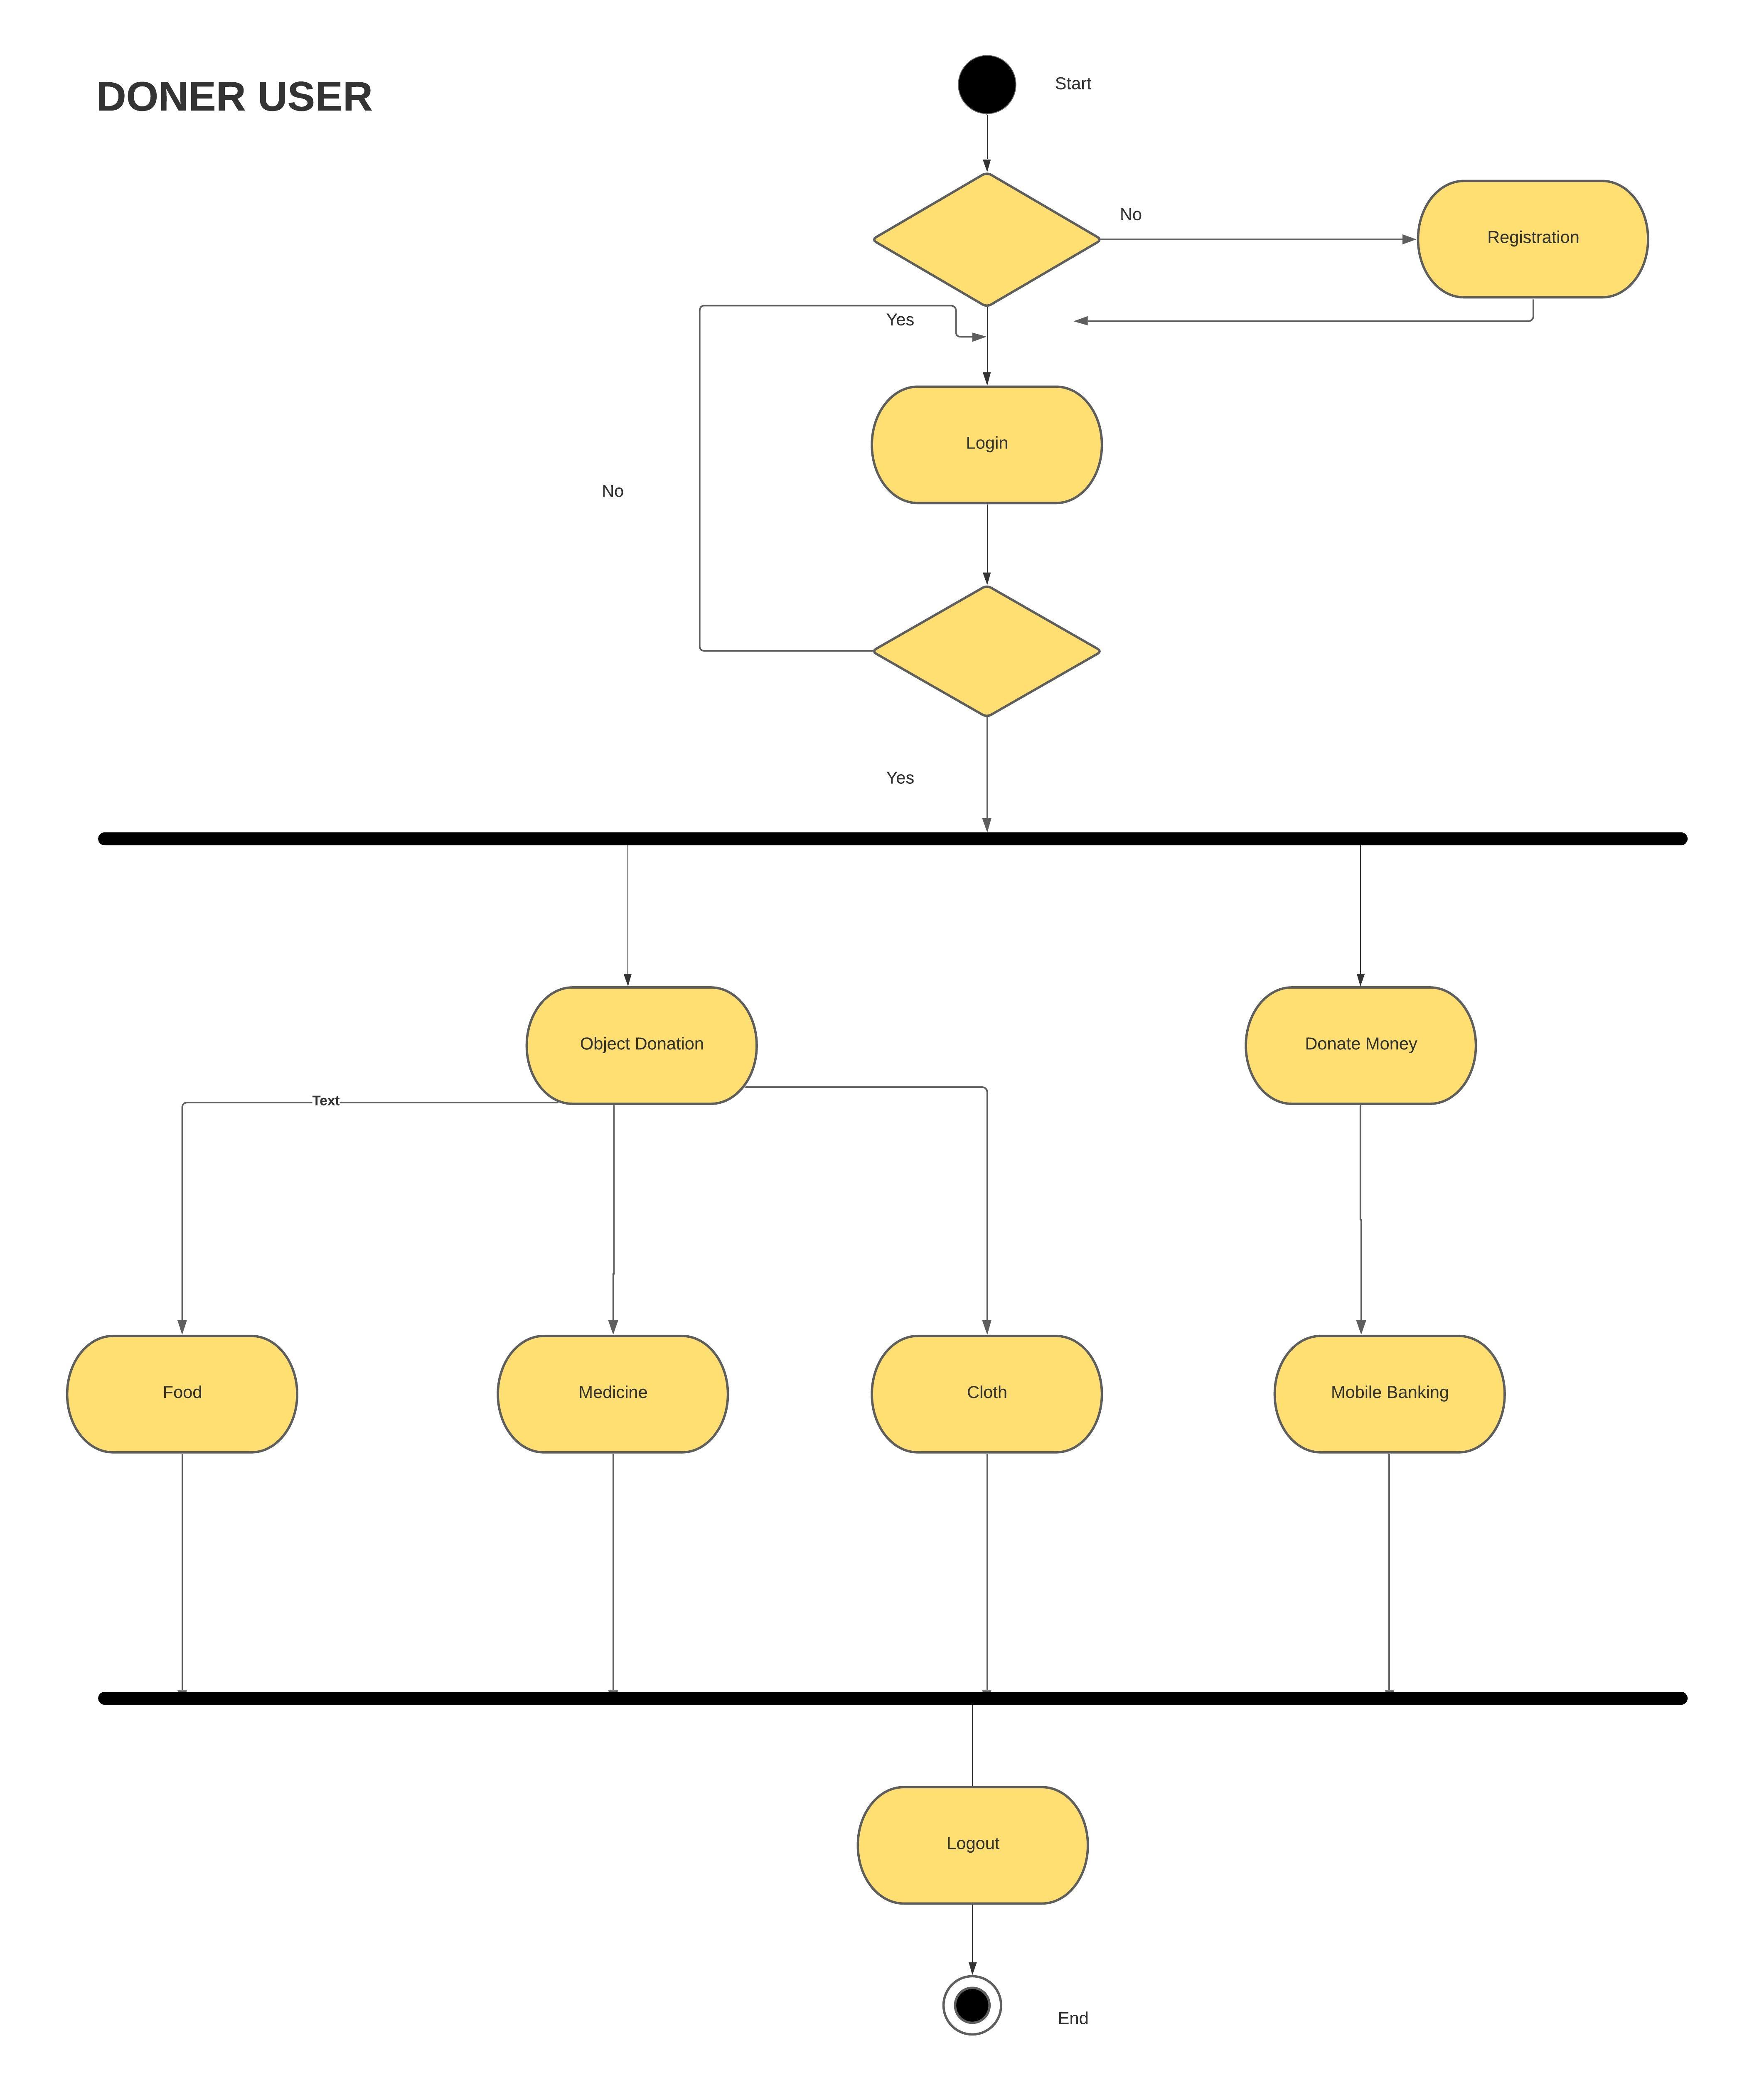 DONER USER
Start
No
Registration
Yes
Login
No
Yes
Object Donation
Donate Money
Text
Food
Medicine
Cloth
Mobile Banking
Logout
End